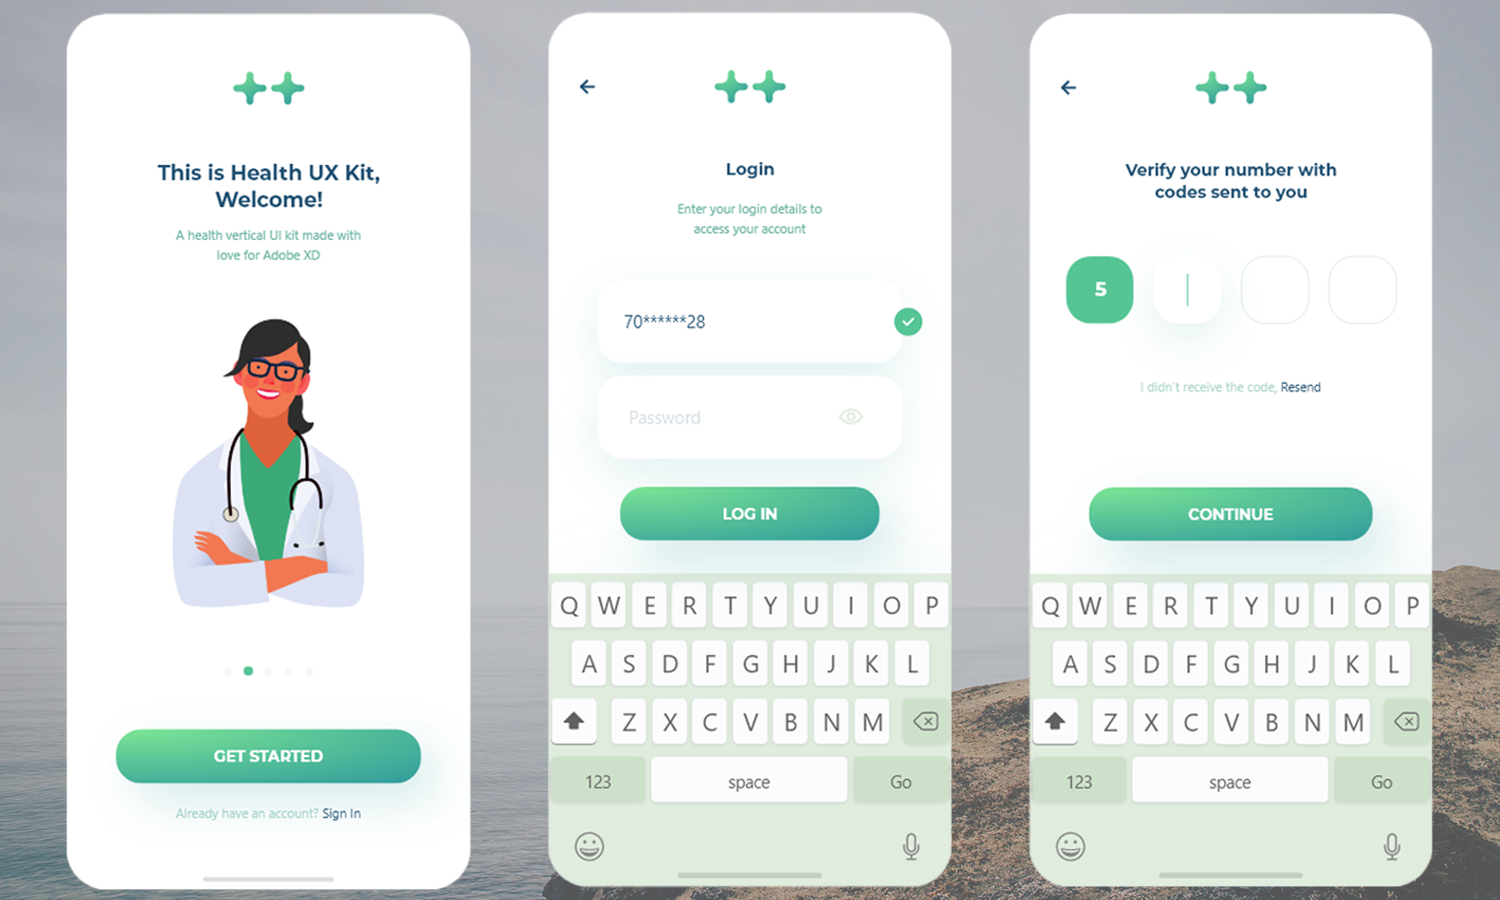 This is Health UX Kit,
Welcome!
A health vertical UI kit made with
love for Adobe XD
GET STARTED
Already have an account? Sign In
Login
Enter your login details to
access your account
70******28
Password
LOG IN
Q W E R T Y U I O P
A S D F G H J K L
Z X C V B N M
123 space Go
Verify your number with
codes sent to you
5
I didn't receive the code, Resend
CONTINUE
Q W E R T Y U I O P
A S D F G H J K L
Z X C V B N M
123 space Go